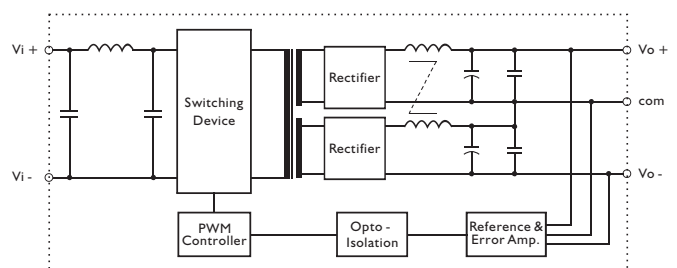 Vi +
Switching
Device
Rectifier
Vo +
com
Rectifier
Vi -
Vo -
PWM
Controller
Opto -
Isolation
Reference &
Error Amp.